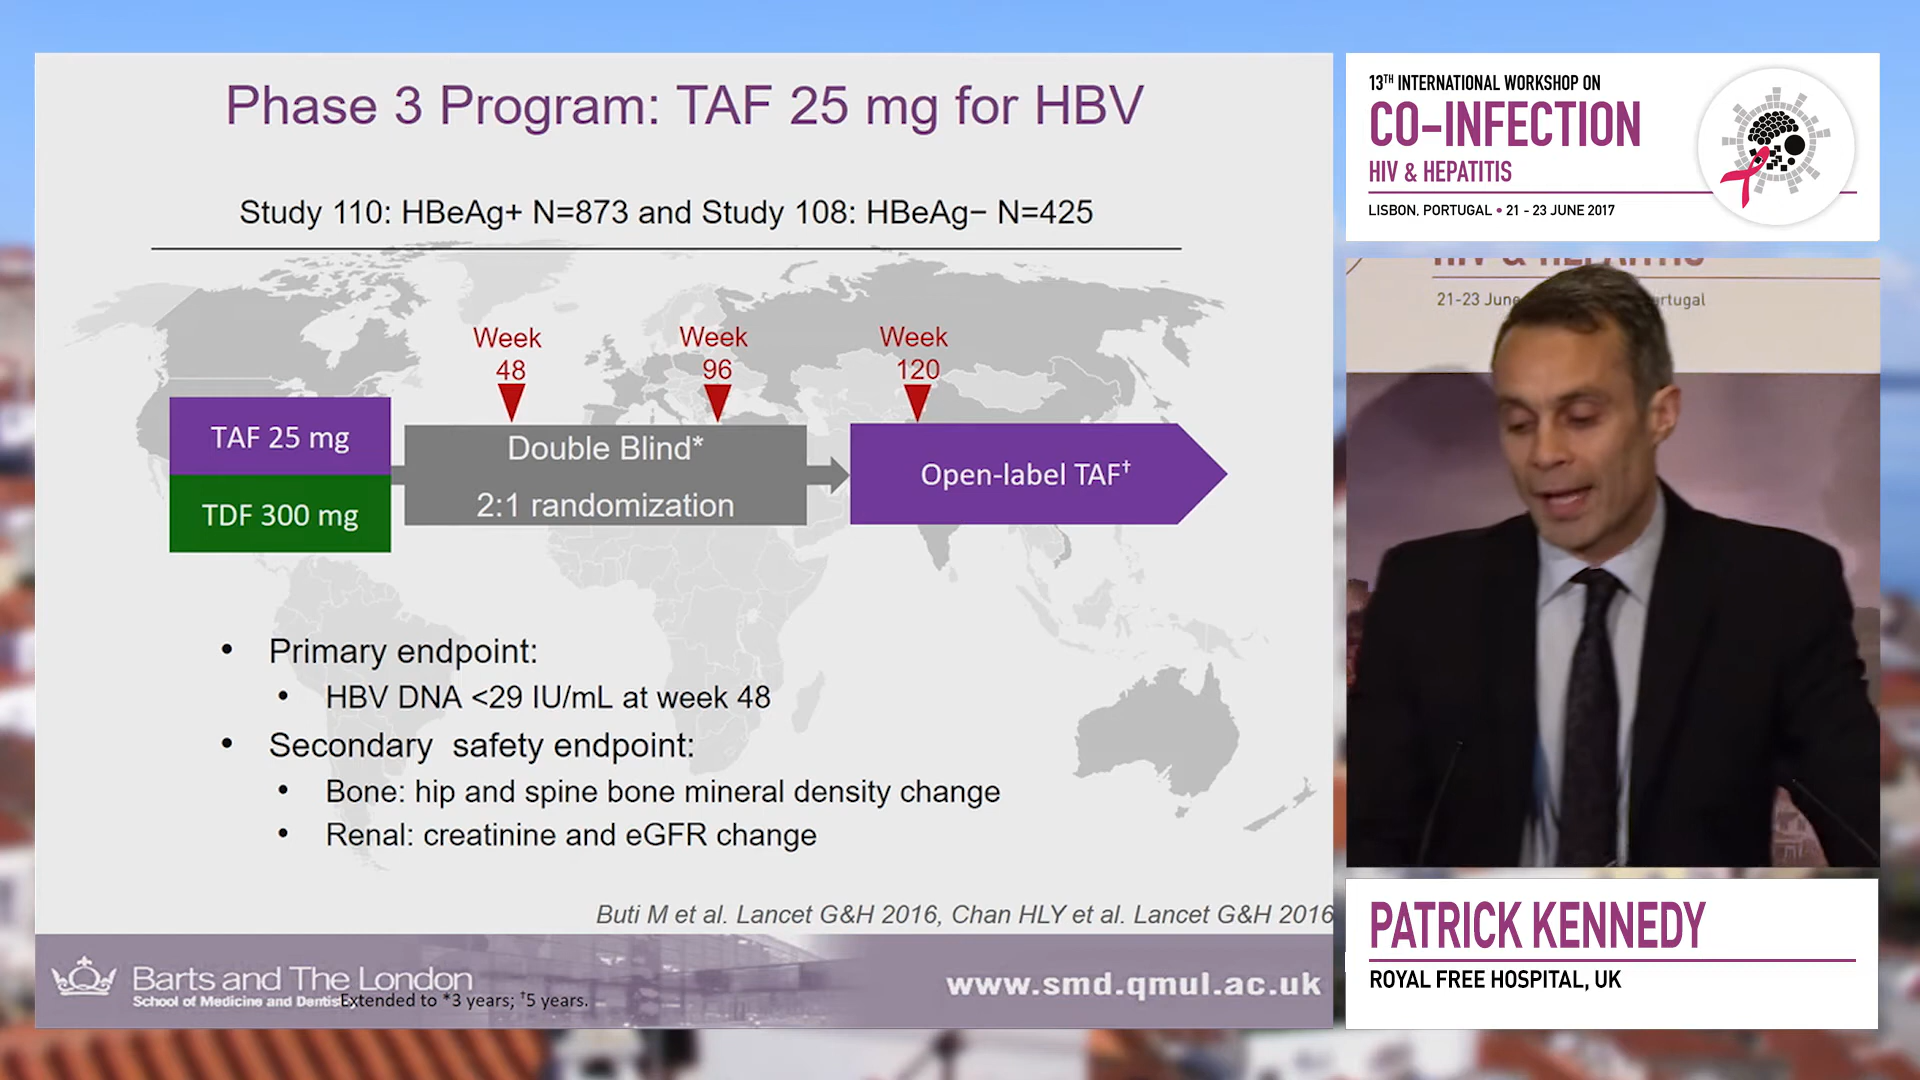 Phase 3 Program: TAF 25 mg for HBV
Study 110: HBeAg+ N=873 and Study 108: HBeAg− N=425
Week 48
Week 96
Week 120
TAF 25 mg
TDF 300 mg
Double Blind*
2:1 randomization
Open-label TAF†
• Primary endpoint:
• HBV DNA <29 IU/mL at week 48
• Secondary safety endpoint:
• Bone: hip and spine bone mineral density change
• Renal: creatinine and eGFR change
Buti M et al. Lancet G&H 2016, Chan HLY et al. Lancet G&H 2016
Barts and The London
School of Medicine and
Extended to *3 years; †5 years.
www.smd.qmul.ac.uk
13TH INTERNATIONAL WORKSHOP ON
CO-INFECTION
HIV & HEPATITIS
LISBON, PORTUGAL • 21 - 23 JUNE 2017
HIV & HEPATITIS
21-23 June
PATRICK KENNEDY
ROYAL FREE HOSPITAL, UK